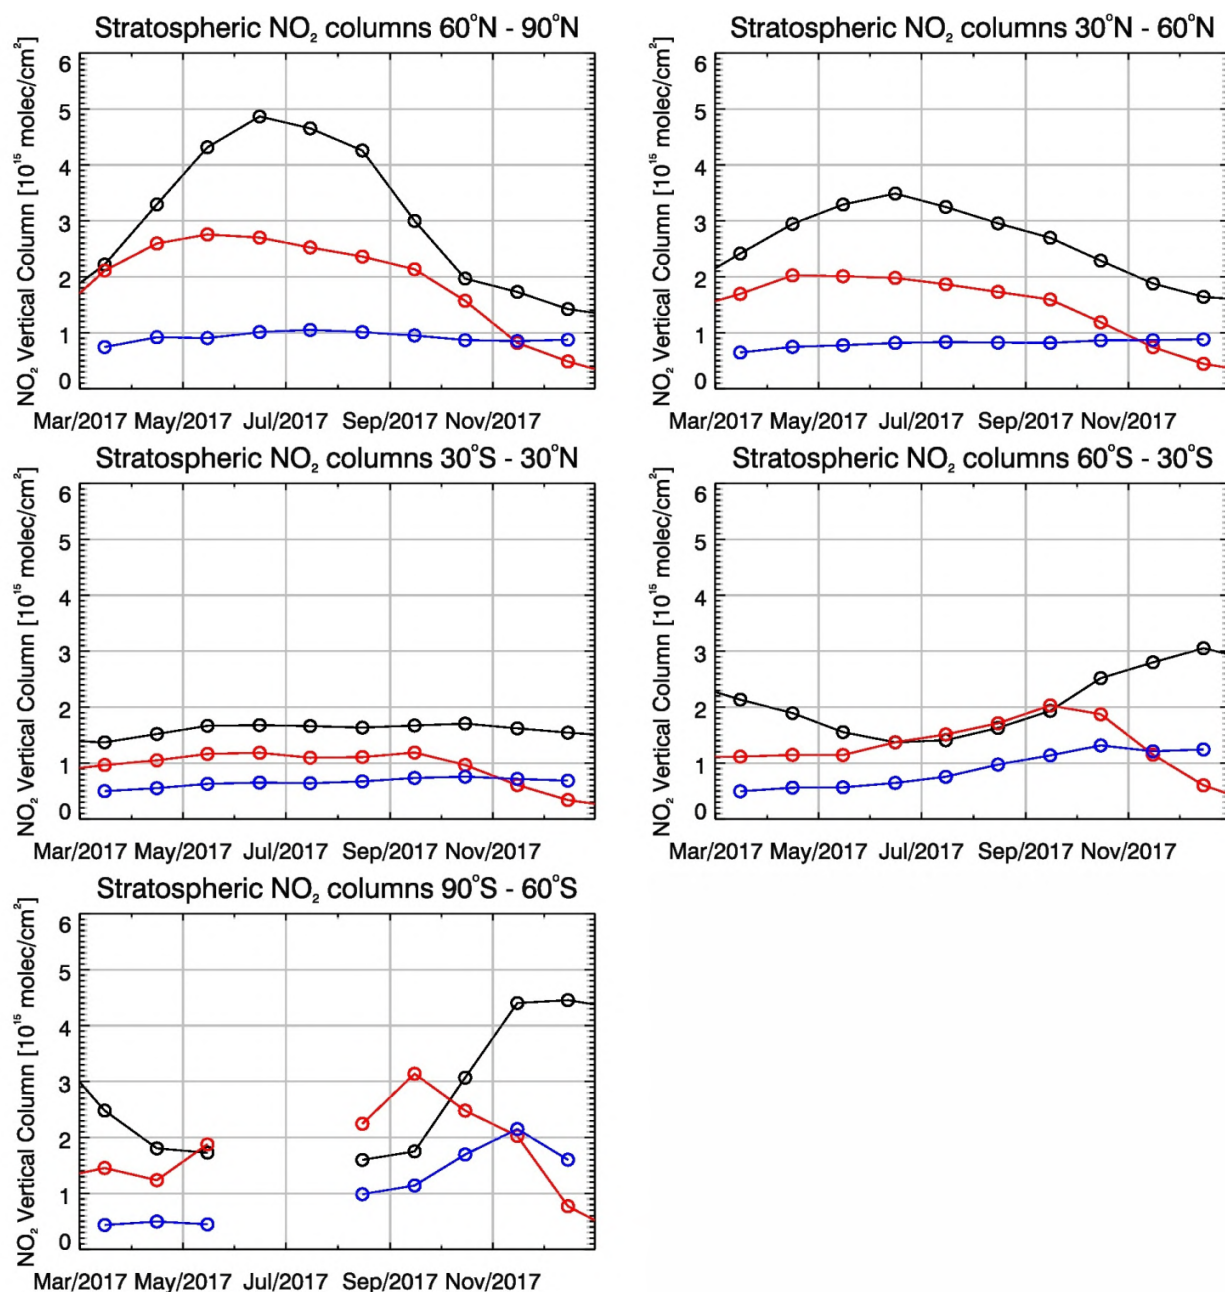 Stratospheric NO₂ columns 60°N - 90°N
NO₂ Vertical Column [10¹⁵ molec/cm²]
6
5
4
3
2
1
0
Mar/2017 May/2017 Jul/2017 Sep/2017 Nov/2017
Stratospheric NO₂ columns 30°N - 60°N
NO₂ Vertical Column [10¹⁵ molec/cm²]
6
5
4
3
2
1
0
Mar/2017 May/2017 Jul/2017 Sep/2017 Nov/2017
Stratospheric NO₂ columns 30°S - 30°N
NO₂ Vertical Column [10¹⁵ molec/cm²]
6
5
4
3
2
1
0
Mar/2017 May/2017 Jul/2017 Sep/2017 Nov/2017
Stratospheric NO₂ columns 60°S - 30°S
NO₂ Vertical Column [10¹⁵ molec/cm²]
6
5
4
3
2
1
0
Mar/2017 May/2017 Jul/2017 Sep/2017 Nov/2017
Stratospheric NO₂ columns 90°S - 60°S
NO₂ Vertical Column [10¹⁵ molec/cm²]
6
5
4
3
2
1
0
Mar/2017 May/2017 Jul/2017 Sep/2017 Nov/2017